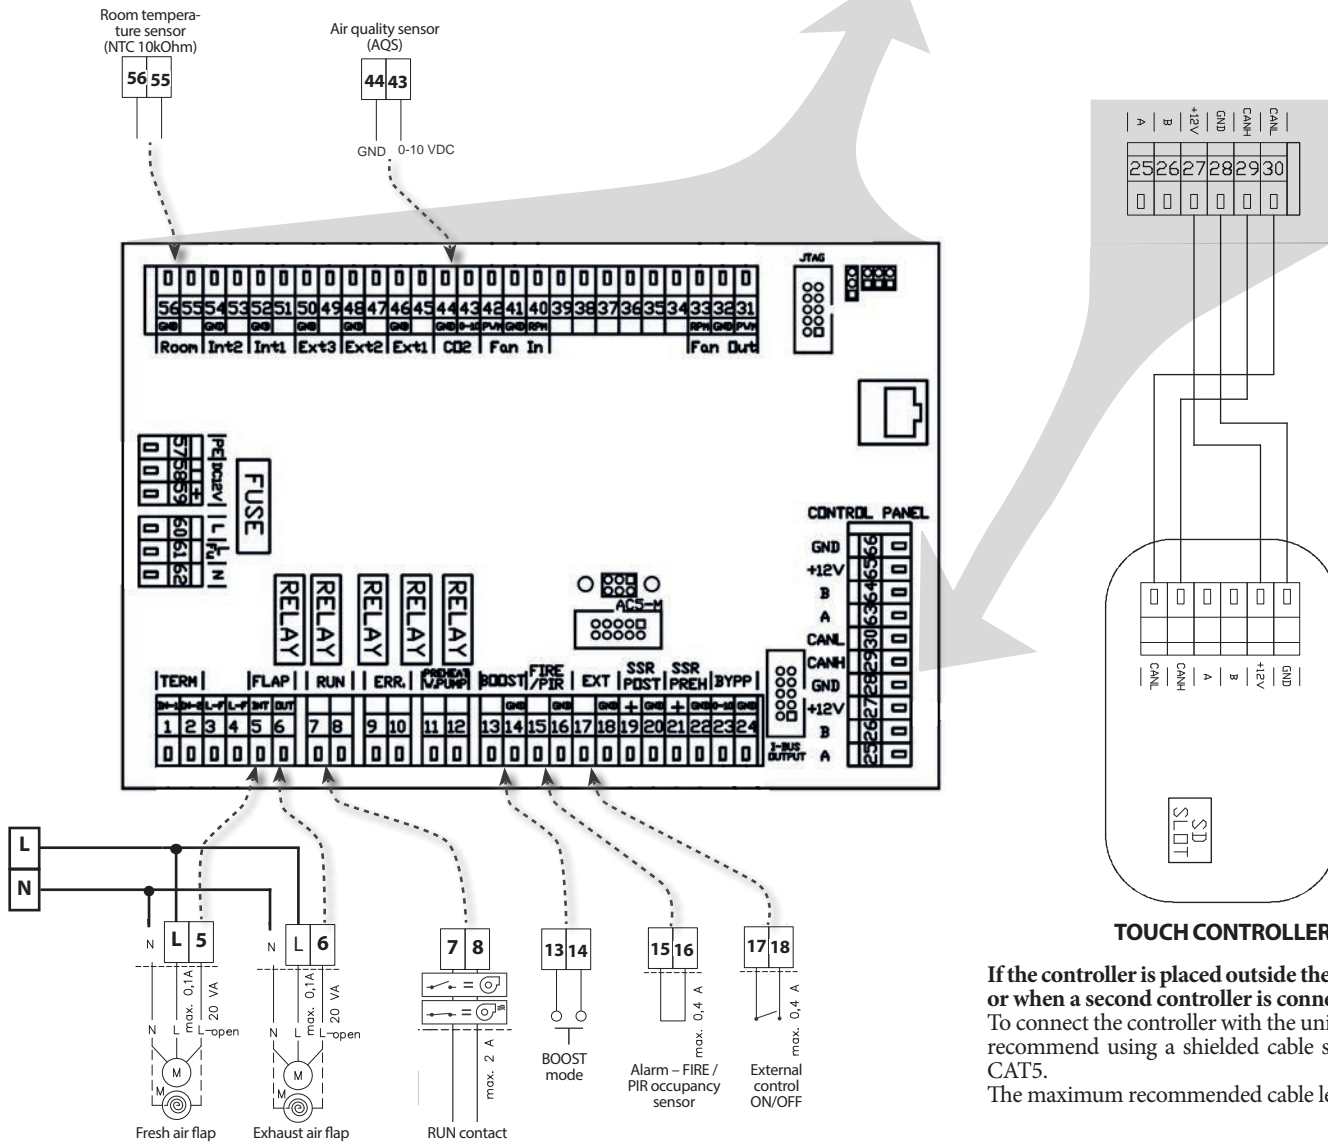 Room tempera-
ture sensor
(NTC 10kOhm)
56 55
Air quality sensor
(AQS)
44 43
GND 0-10 VDC
A B +12V GND CANH CANL
25 26 27 28 29 30
JTAG
56 55 54 53 52 51 50 49 48 47 46 45 44 43 42 41 40 39 38 37 36 35 34 33 32 31
GND GND GND GND GND GND GND 0-10 PWM GND RPM RPM GND PWM
Room Int2 Int1 Ext3 Ext2 Ext1 CO2 Fan In Fan Out
57 58 59
PE DC12V
- +
FUSE
60 61 62
L L Fu N
RELAY RELAY RELAY RELAY RELAY
AC5-M
CONTROL PANEL
GND 66
+12V 65
B 64
A 63
CANL 30
CANH 29
GND 28
+12V 27
B 26
A 25
I-BUS
OUTPUT
TERM FLAP RUN ERR. PREHEAT
W.PUMP BOOST FIRE
/PIR EXT SSR
POST SSR
PREH BYPP
IN-1 IN-2 L-F L-F INT OUT GND GND GND + GND + GND 0-10 GND
1 2 3 4 5 6 7 8 9 10 11 12 13 14 15 16 17 18 19 20 21 22 23 24
L
N
N L 5
N L 6
7 8
13 14
15 16
17 18
max. 0,1A
20 VA
N L L-open
M
M
Fresh air flap
max. 0,1A
20 VA
N L L-open
M
M
Exhaust air flap
= 
= 
max. 2 A
RUN contact
BOOST
mode
max. 0,4 A
Alarm – FIRE /
PIR occupancy
sensor
max. 0,4 A
External
control
ON/OFF
CANL CANH A B +12V GND
SD
SLOT
TOUCH CONTROLLER
If the controller is placed outside the
or when a second controller is conne
To connect the controller with the uni
recommend using a shielded cable s
CAT5.
The maximum recommended cable le